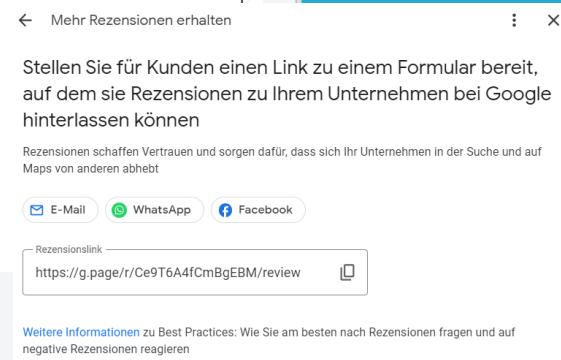 Mehr Rezensionen erhalten
Stellen Sie für Kunden einen Link zu einem Formular bereit,
auf dem sie Rezensionen zu Ihrem Unternehmen bei Google
hinterlassen können
Rezensionen schaffen Vertrauen und sorgen dafür, dass sich Ihr Unternehmen in der Suche und auf
Maps von anderen abhebt
E-Mail WhatsApp Facebook
Rezensionslink
https://g.page/r/Ce9T6A4fCmBgEBM/review
Weitere Informationen zu Best Practices: Wie Sie am besten nach Rezensionen fragen und auf
negative Rezensionen reagieren